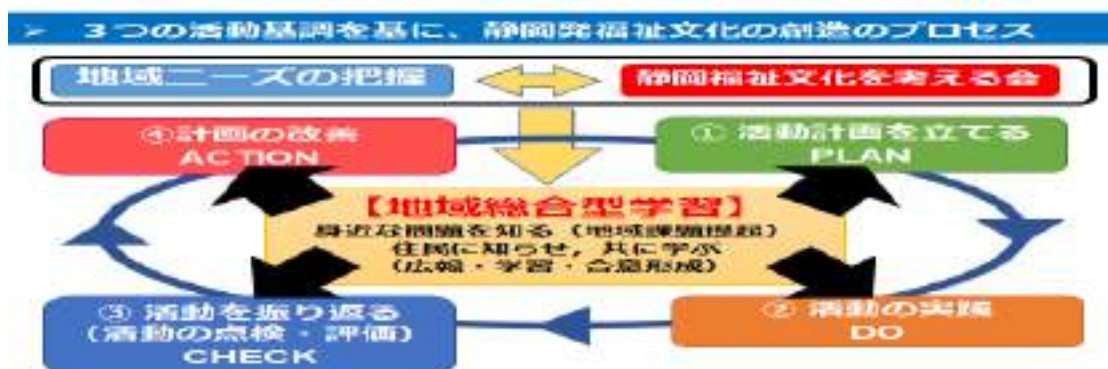 ➢ 3つの活動基調を基に、静岡発福祉文化の創造のプロセス
地域ニーズの把握
静岡福祉文化を考える会
④計画の改善
ACTION
① 活動計画を立てる
PLAN
【地域総合型学習】
身近な問題を知る（地域課題提起）
住民に知らせ，共に学ぶ
（広報・学習・合意形成）
③ 活動を振り返る
(活動の点検・評価)
CHECK
② 活動の実践
DO